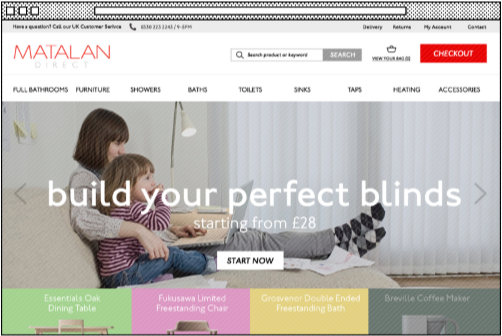 Have a question? Call our UK Customer Serivce 0330 223 2243 / 9-5PM Delivery Returns My Account Contact
MATALAN
DIRECT
Search product or keyword SEARCH VIEW YOUR BAG (0) CHECKOUT
FULL BATHROOMS FURNITURE SHOWERS BATHS TOILETS SINKS TAPS HEATING ACCESSORIES
build your perfect blinds
starting from £28
START NOW
Essentials Oak
Dining Table
Fukusawa Limited
Freestanding Chair
Grosvenor Double Ended
Freestanding Bath
Breville Coffee Maker